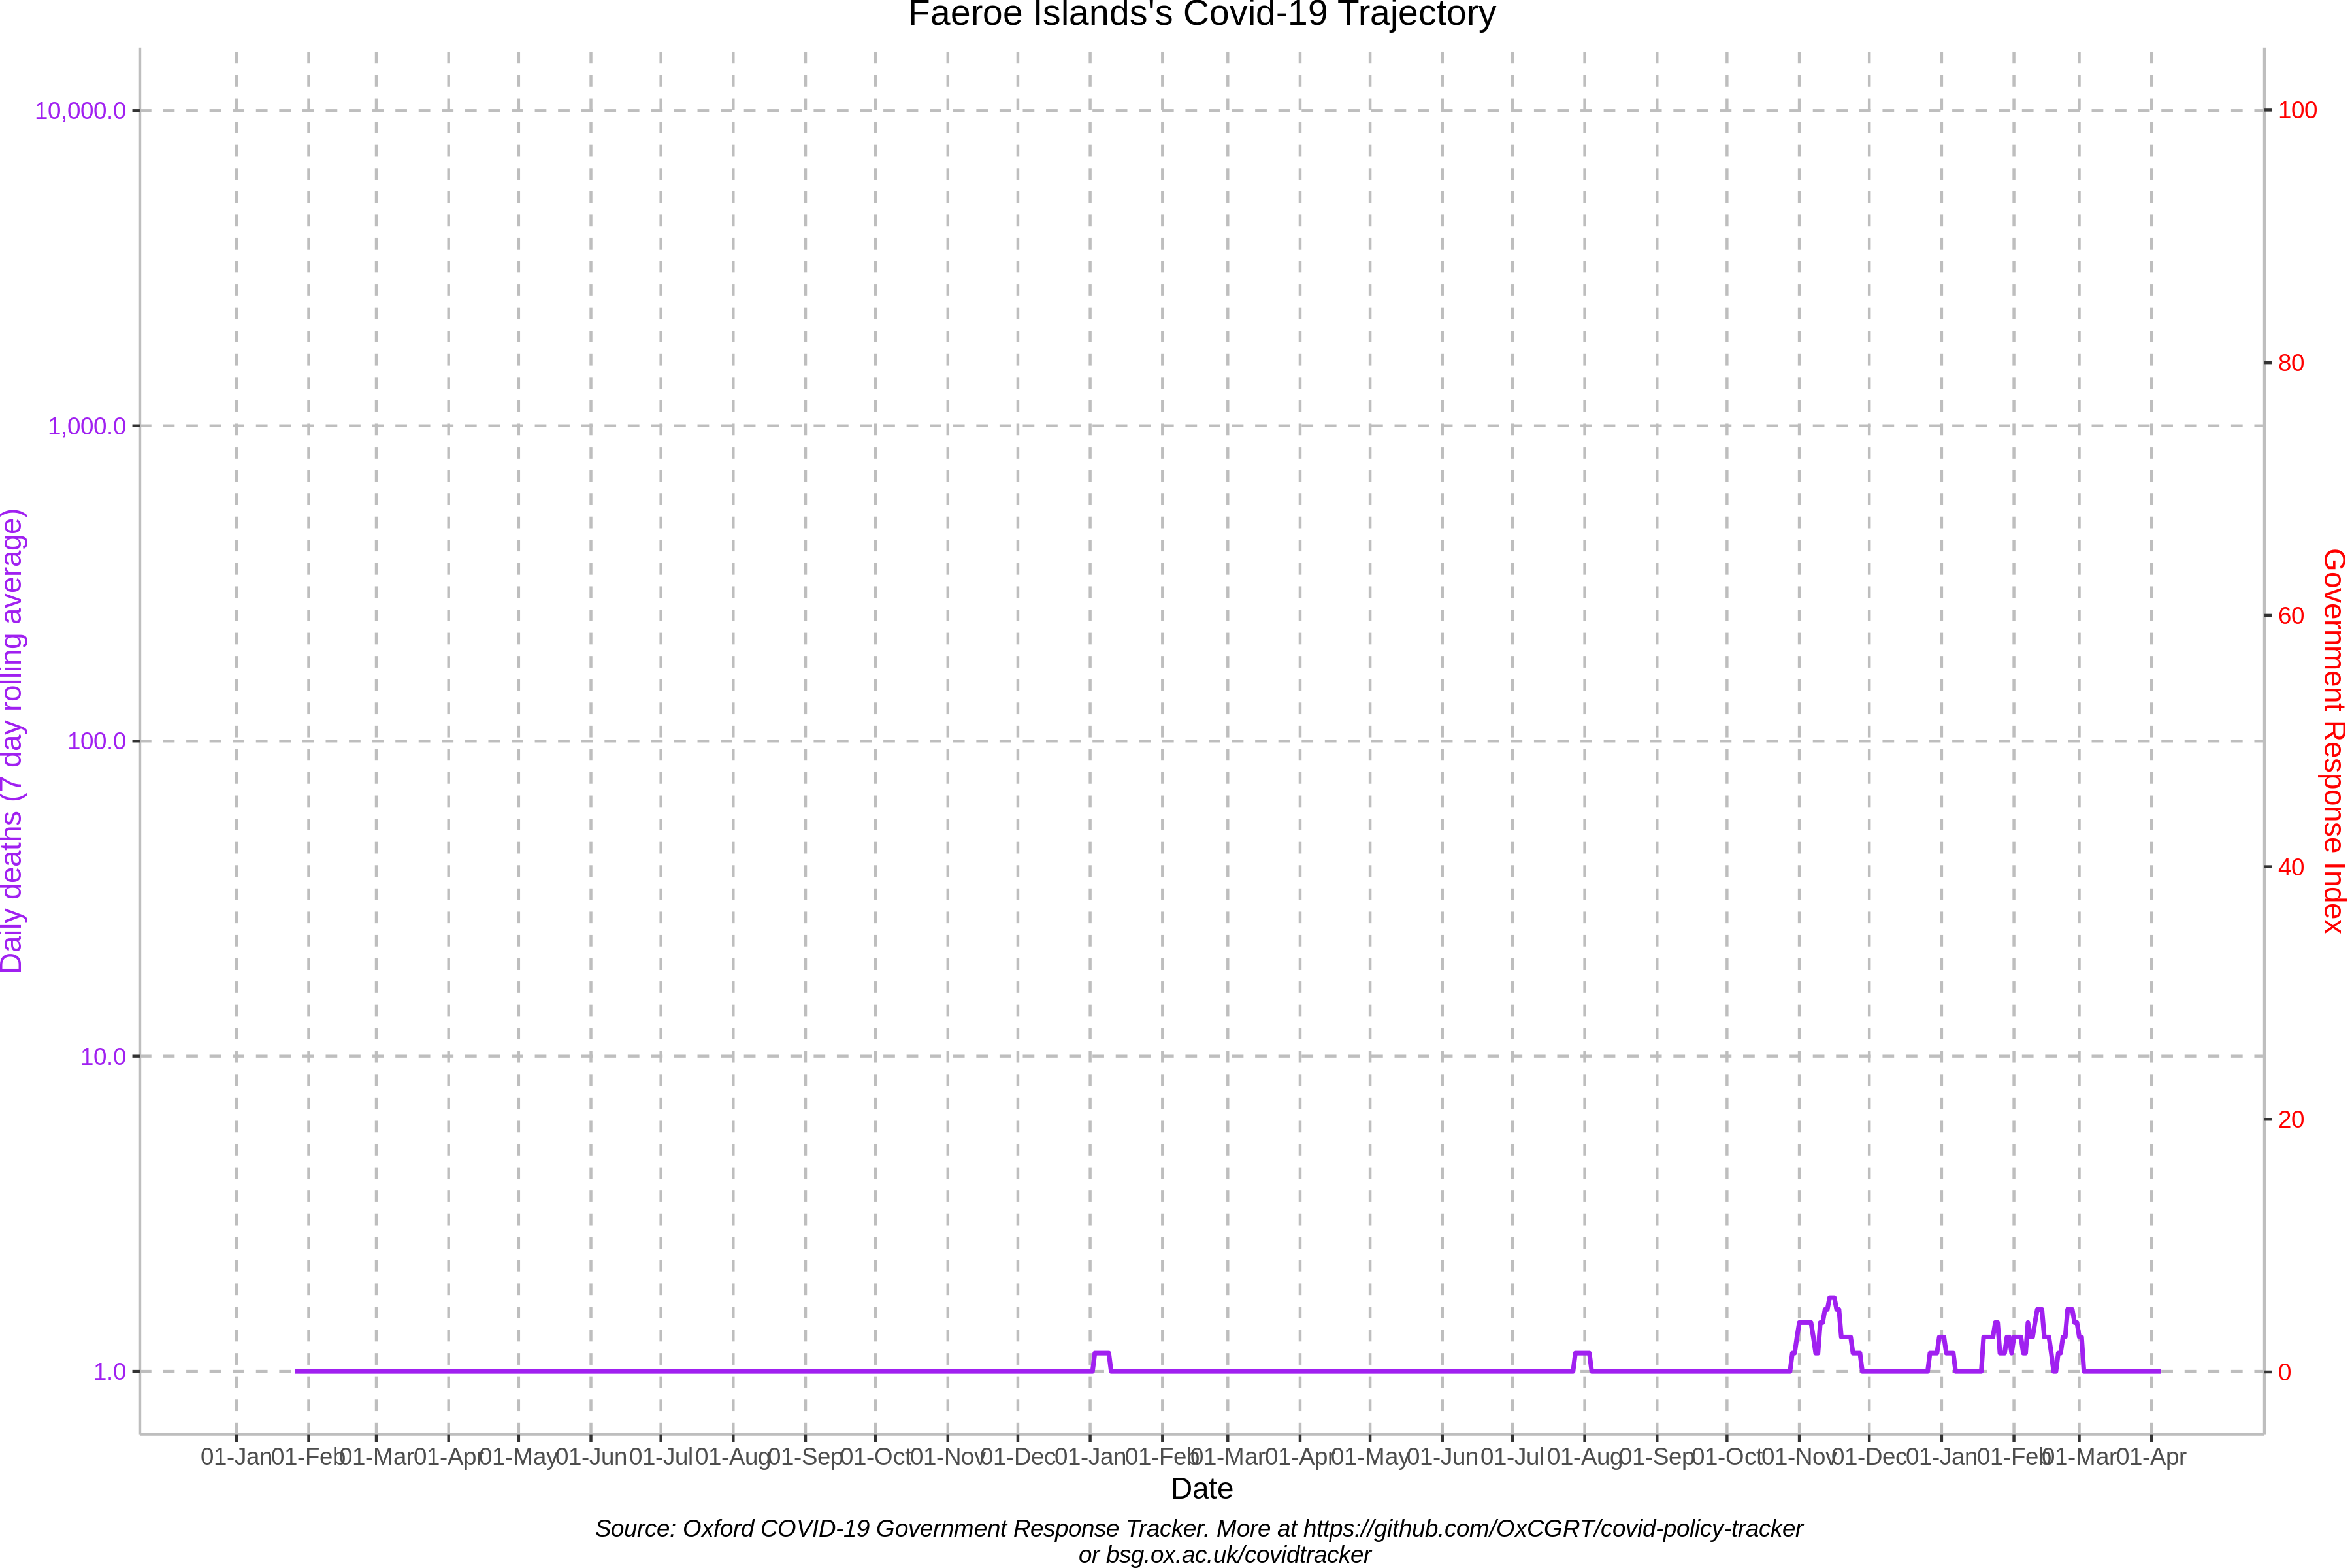 Faeroe Islands's Covid-19 Trajectory
10,000.0
1,000.0
100.0
10.0
1.0
Daily deaths (7 day rolling average)
100
80
60
40
20
0
Government Response Index
01-Jan 01-Feb 01-Mar 01-Apr 01-May 01-Jun 01-Jul 01-Aug 01-Sep 01-Oct 01-Nov 01-Dec 01-Jan 01-Feb 01-Mar 01-Apr 01-May 01-Jun 01-Jul 01-Aug 01-Sep 01-Oct 01-Nov 01-Dec 01-Jan 01-Feb 01-Mar 01-Apr
Date
Source: Oxford COVID-19 Government Response Tracker. More at https://github.com/OxCGRT/covid-policy-tracker
or bsg.ox.ac.uk/covidtracker